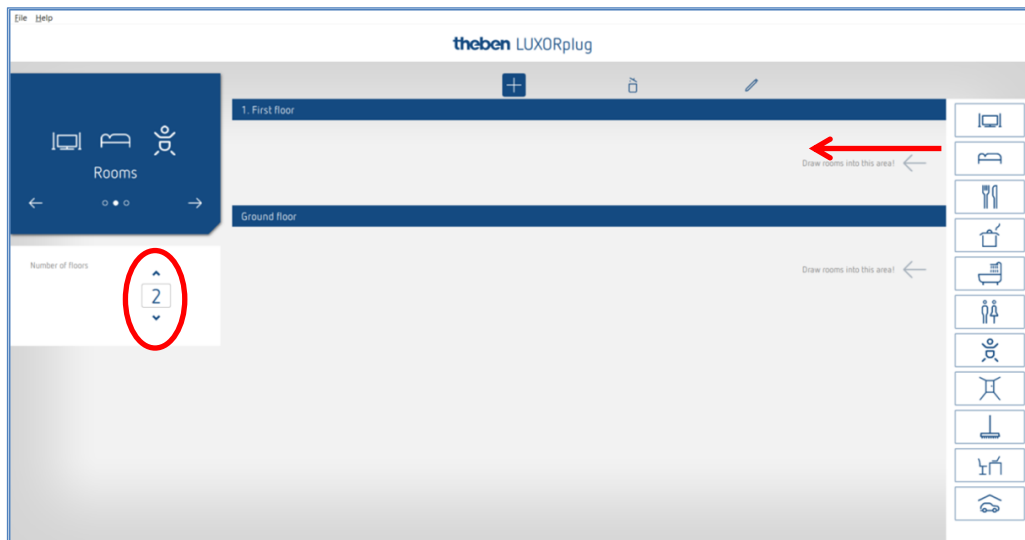 File Help
theben LUXORplug
1. First floor
Rooms
Draw rooms into this area!
Ground floor
Number of floors
Draw rooms into this area!
2